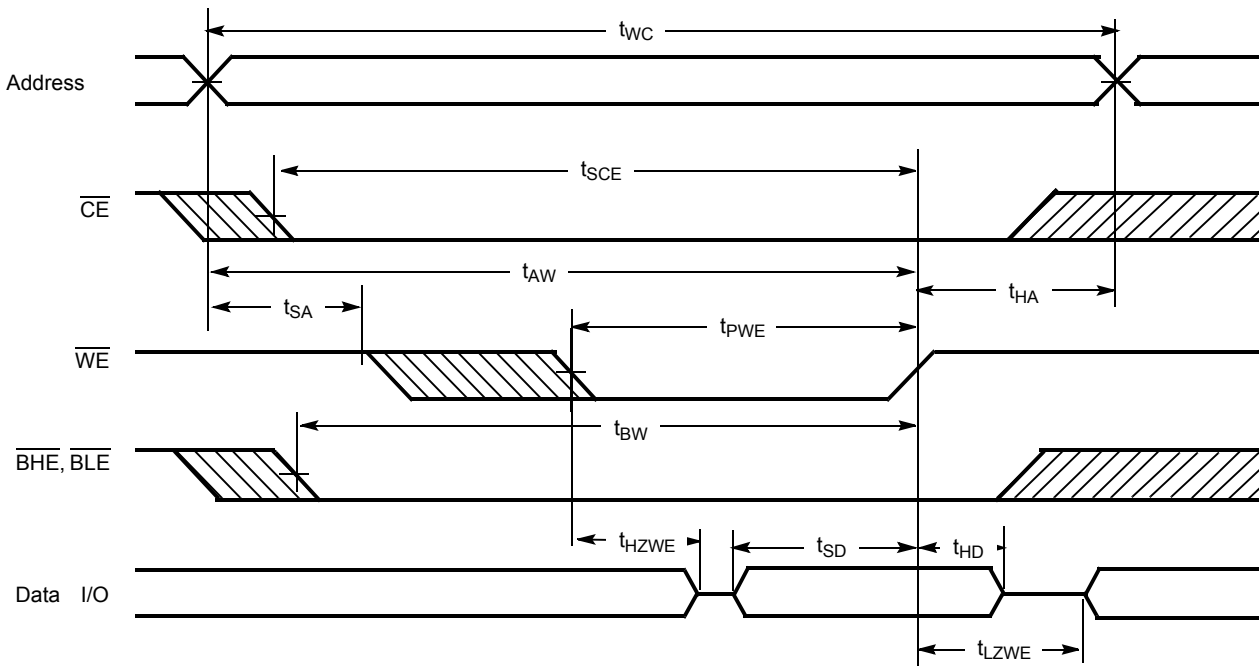 tWC
Address
tSCE
CE
tAW
tHA
tSA
tPWE
WE
tBW
BHE, BLE
tHZWE
tSD
tHD
Data I/O
tLZWE